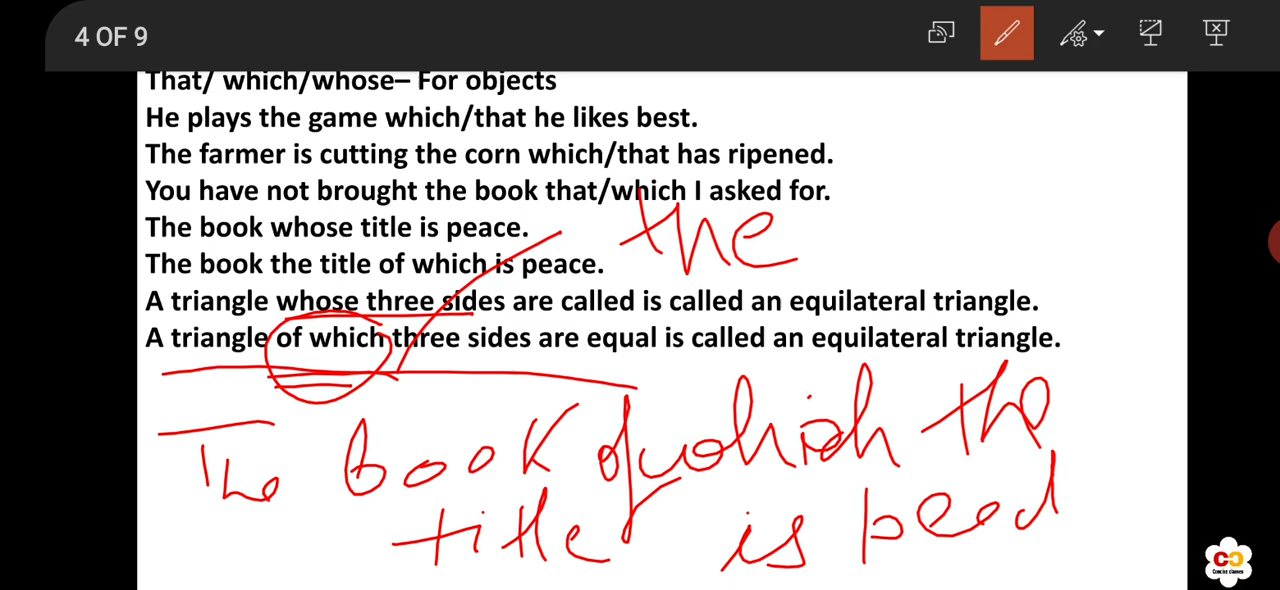 4 OF 9
That/ which/whose– For objects
He plays the game which/that he likes best.
The farmer is cutting the corn which/that has ripened.
You have not brought the book that/which I asked for.
The book whose title is peace.
the
The book the title of which is peace.
A triangle whose three sides are called is called an equilateral triangle.
A triangle of which three sides are equal is called an equilateral triangle.
The book of which the
title is
Concise classes